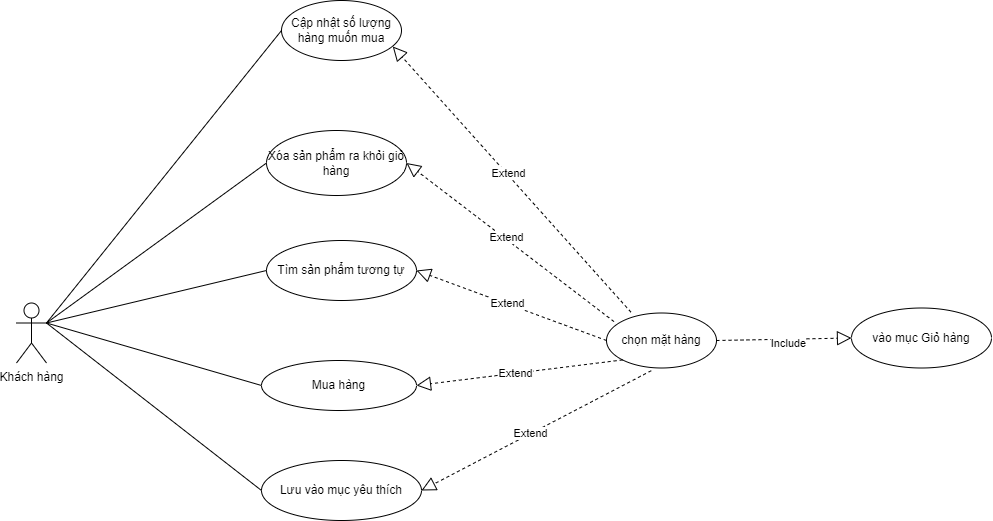 Cập nhật số lượng
hàng muốn mua
Xóa sản phẩm ra khỏi giỏ
hàng
Extend
Extend
Tìm sản phẩm tương tự
Extend
chọn mặt hàng
Include
vào mục Giỏ hàng
Khách hàng
Mua hàng
Extend
Extend
Lưu vào mục yêu thích